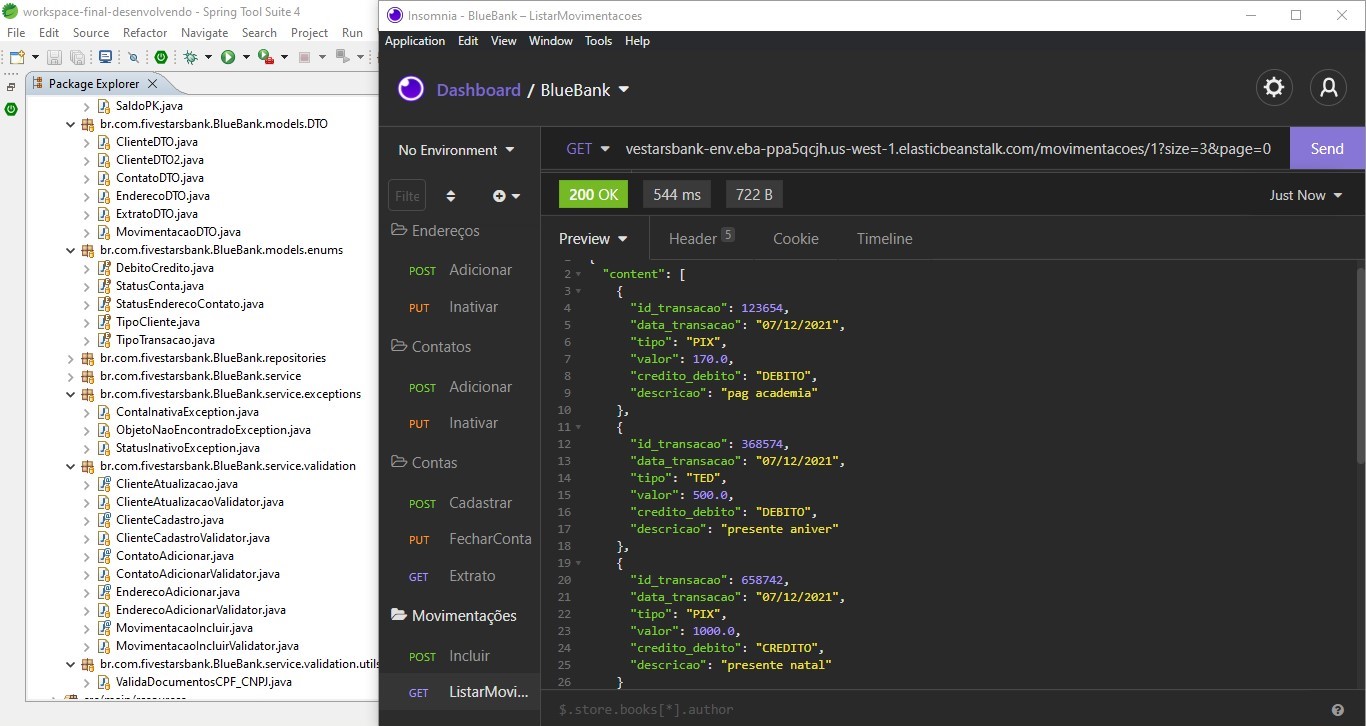 workspace-final-desenvolvendo - Spring Tool Suite 4
File Edit Source Refactor Navigate Search Project Run
Package Explorer
SaldoPK.java
br.com.fivestarsbank.BlueBank.models.DTO
ClienteDTO.java
ClienteDTO2.java
ContatoDTO.java
EnderecoDTO.java
ExtratoDTO.java
MovimentacaoDTO.java
br.com.fivestarsbank.BlueBank.models.enums
DebitoCredito.java
StatusConta.java
StatusEnderecoContato.java
TipoCliente.java
TipoTransacao.java
br.com.fivestarsbank.BlueBank.repositories
br.com.fivestarsbank.BlueBank.service
br.com.fivestarsbank.BlueBank.service.exceptions
ContaInativaException.java
ObjetoNaoEncontradoException.java
StatusInativoException.java
br.com.fivestarsbank.BlueBank.service.validation
ClienteAtualizacao.java
ClienteAtualizacaoValidator.java
ClienteCadastro.java
ClienteCadastroValidator.java
ContatoAdicionar.java
ContatoAdicionarValidator.java
EnderecoAdicionar.java
EnderecoAdicionarValidator.java
MovimentacaoIncluir.java
MovimentacaoIncluirValidator.java
br.com.fivestarsbank.BlueBank.service.validation.utils
ValidaDocumentosCPF_CNPJ.java
Insomnia - BlueBank – ListarMovimentacoes
Application Edit View Window Tools Help
Dashboard / BlueBank
No Environment
GET vestarsbank-env.eba-ppa5qcjh.us-west-1.elasticbeanstalk.com/movimentacoes/1?size=3&page=0 Send
Filte
200 OK 544 ms 722 B Just Now
Endereços
POST Adicionar
PUT Inativar
Contatos
POST Adicionar
PUT Inativar
Contas
POST Cadastrar
PUT FecharConta
GET Extrato
Movimentações
POST Incluir
GET ListarMovi...
Preview Header 5 Cookie Timeline
2 "content": [
3 {
4 "id_transacao": 123654,
5 "data_transacao": "07/12/2021",
6 "tipo": "PIX",
7 "valor": 170.0,
8 "credito_debito": "DEBITO",
9 "descricao": "pag academia"
10 },
11 {
12 "id_transacao": 368574,
13 "data_transacao": "07/12/2021",
14 "tipo": "TED",
15 "valor": 500.0,
16 "credito_debito": "DEBITO",
17 "descricao": "presente aniver"
18 },
19 {
20 "id_transacao": 658742,
21 "data_transacao": "07/12/2021",
22 "tipo": "PIX",
23 "valor": 1000.0,
24 "credito_debito": "CREDITO",
25 "descricao": "presente natal"
26 }
$.store.books[*].author